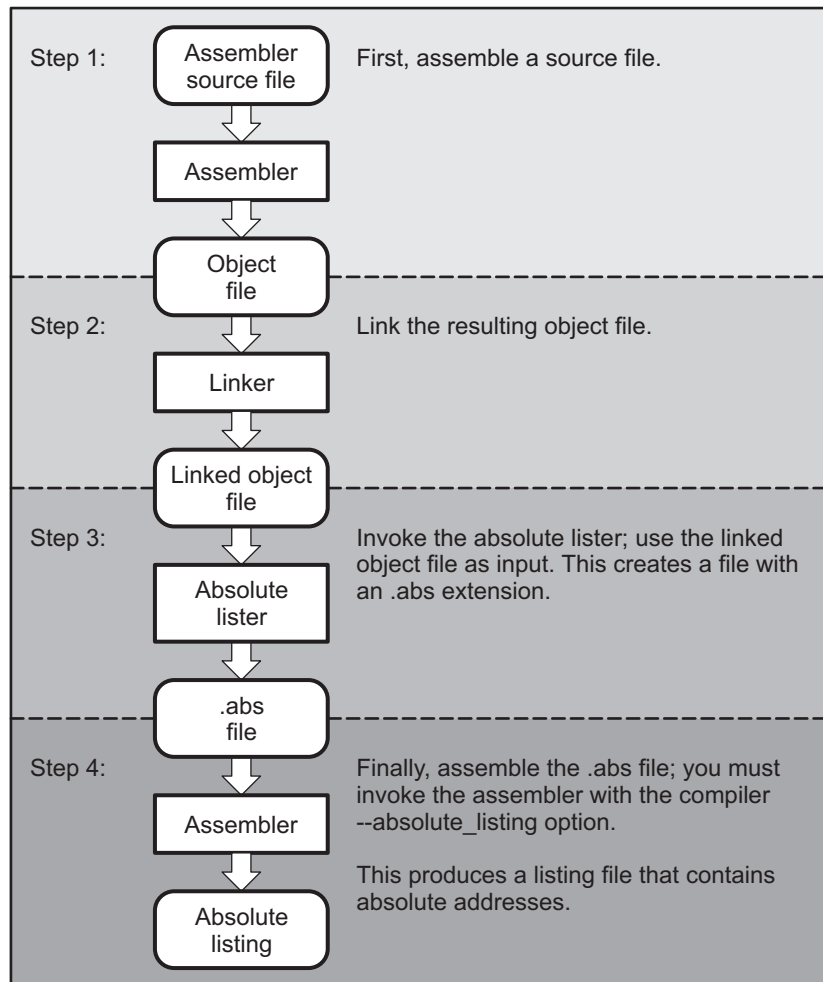 Step 1:
Assembler
source file
First, assemble a source file.
Assembler
Object
file
Step 2:
Link the resulting object file.
Linker
Linked object
file
Step 3:
Invoke the absolute lister; use the linked
object file as input. This creates a file with
an .abs extension.
Absolute
lister
.abs
file
Step 4:
Finally, assemble the .abs file; you must
invoke the assembler with the compiler
--absolute_listing option.
Assembler
This produces a listing file that contains
absolute addresses.
Absolute
listing